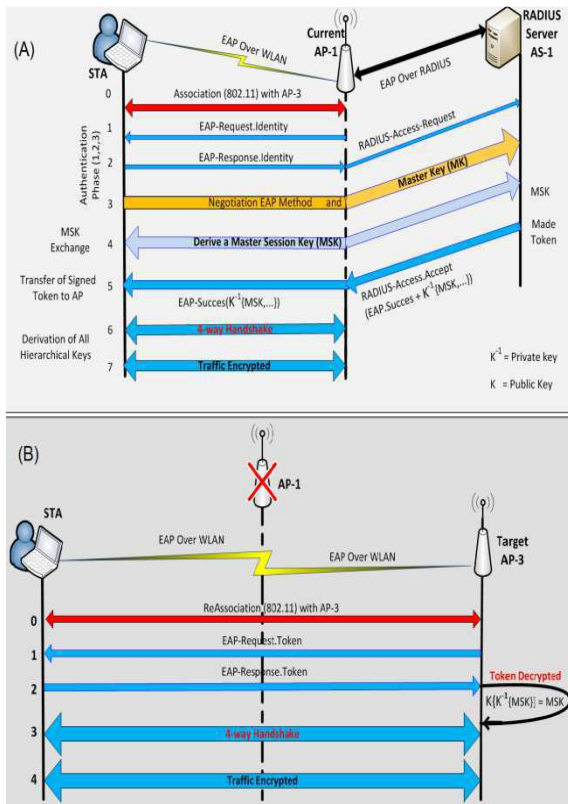 (A)
Current
AP-1
RADIUS
Server
AS-1
STA
EAP Over WLAN
EAP Over RADIUS
0
Association (802.11) with AP-3
Authentication
Phase (1,2,3)
1
EAP-Request.Identity
RADIUS-Access-Request
2
EAP-Response.Identity
Master Key (MK)
3
Negotiation EAP Method and
MSK
MSK
Exchange
4
Derive a Master Session Key (MSK)
Made
Token
Transfer of Signed
Token to AP
5
RADIUS-Access.Accept
(EAP.Succes + K⁻¹{MSK,...})
EAP-Succes(K⁻¹{MSK,...})
6
4-way Handshake
Derivation of All
Hierarchical Keys
7
Traffic Encrypted
K⁻¹ = Private key
K = Public Key
(B)
AP-1
STA
Target
AP-3
EAP Over WLAN
EAP Over WLAN
0
ReAssociation (802.11) with AP-3
1
EAP-Request.Token
2
EAP-Response.Token
Token Decrypted
K{K⁻¹{MSK)} = MSK
3
4-way Handshake
4
Traffic Encrypted